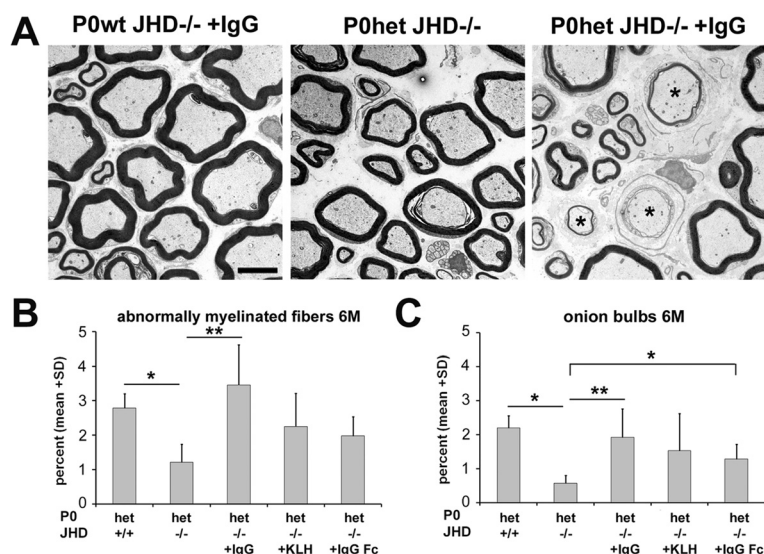 A
P0wt JHD-/- +IgG
P0het JHD-/-
P0het JHD-/- +IgG
*
*
*
B
abnormally myelinated fibers 6M
percent (mean +SD)
5
4
3
2
1
0
*
**
P0 het het het het het
JHD +/+ -/- -/- -/- -/-
+IgG +KLH +IgG Fc
C
onion bulbs 6M
percent (mean +SD)
5
4
3
2
1
0
*
**
*
P0 het het het het het
JHD +/+ -/- -/- -/- -/-
+IgG +KLH +IgG Fc